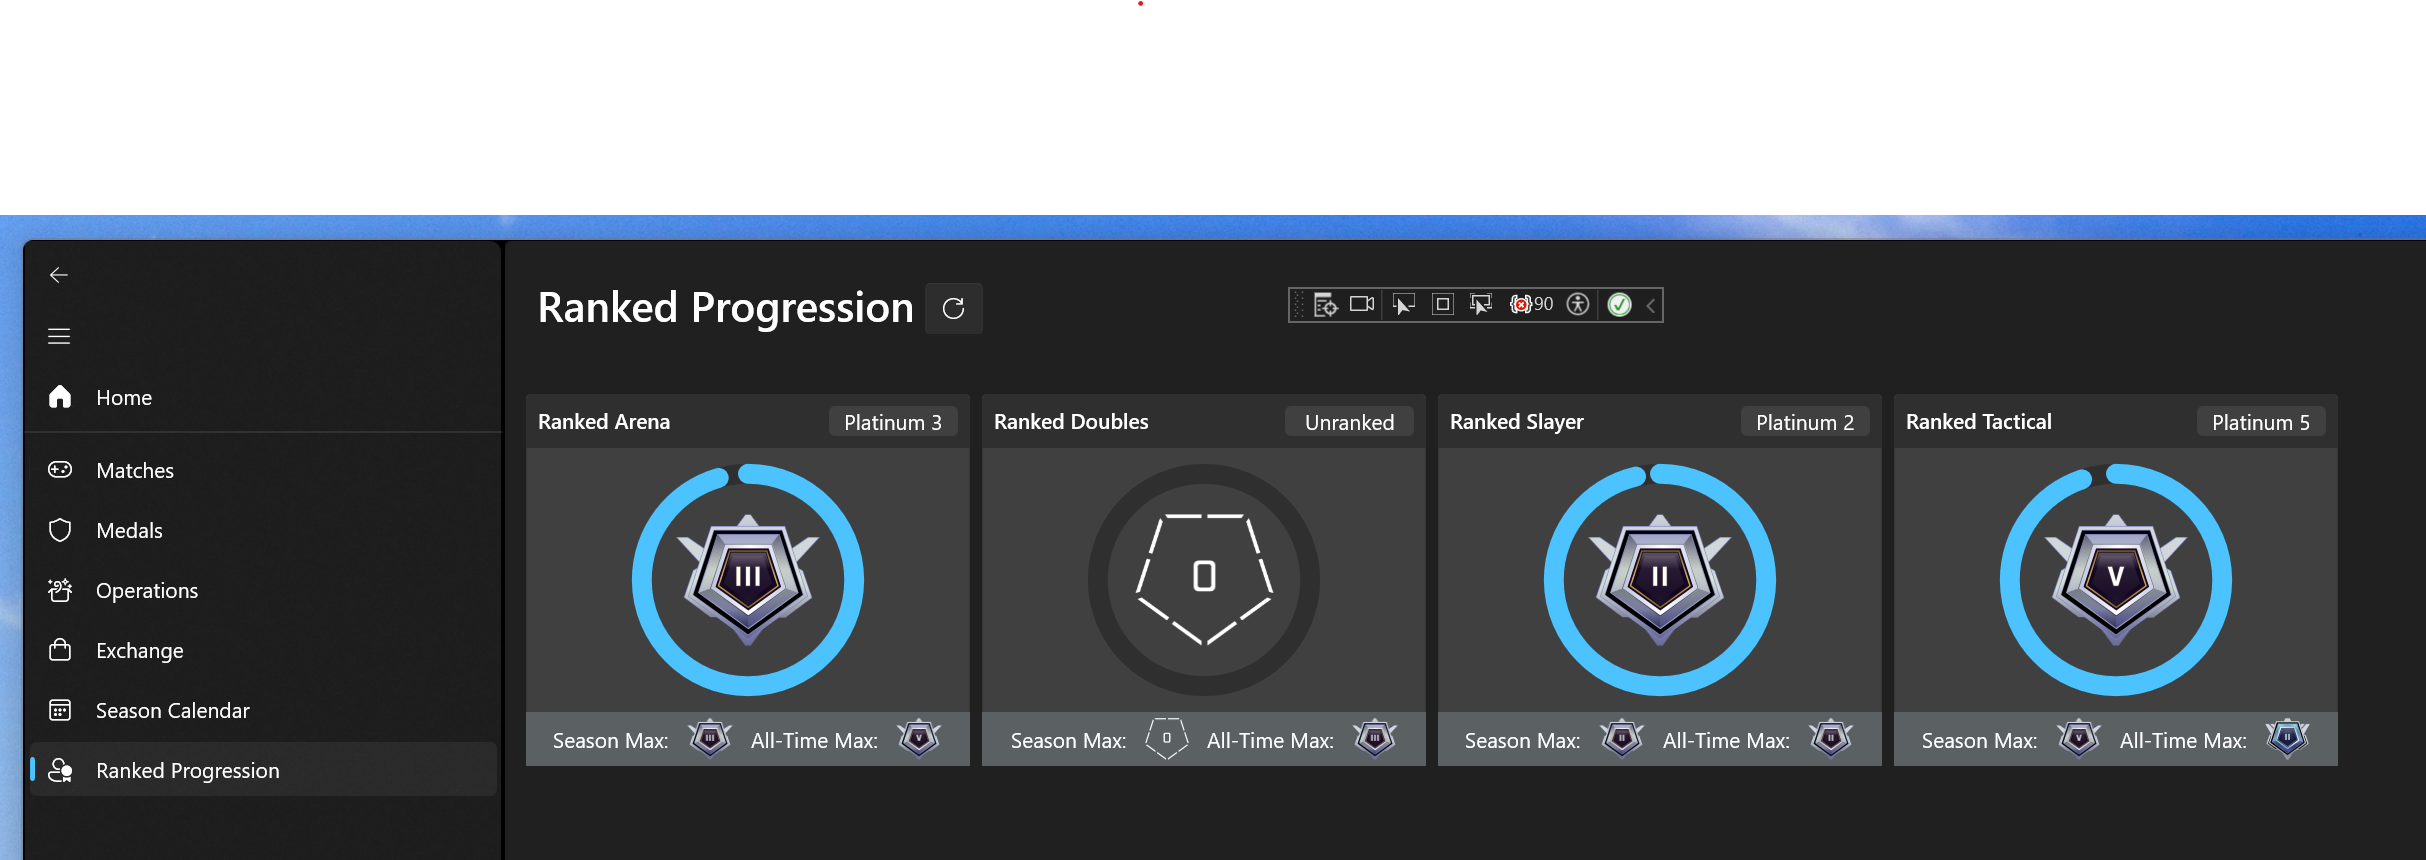 Ranked Progression
90
Home
Matches
Medals
Operations
Exchange
Season Calendar
Ranked Progression
Ranked Arena Platinum 3
III
Season Max: III All-Time Max: V
Ranked Doubles Unranked
0
Season Max: 0 All-Time Max: III
Ranked Slayer Platinum 2
II
Season Max: II All-Time Max: II
Ranked Tactical Platinum 5
V
Season Max: V All-Time Max: II